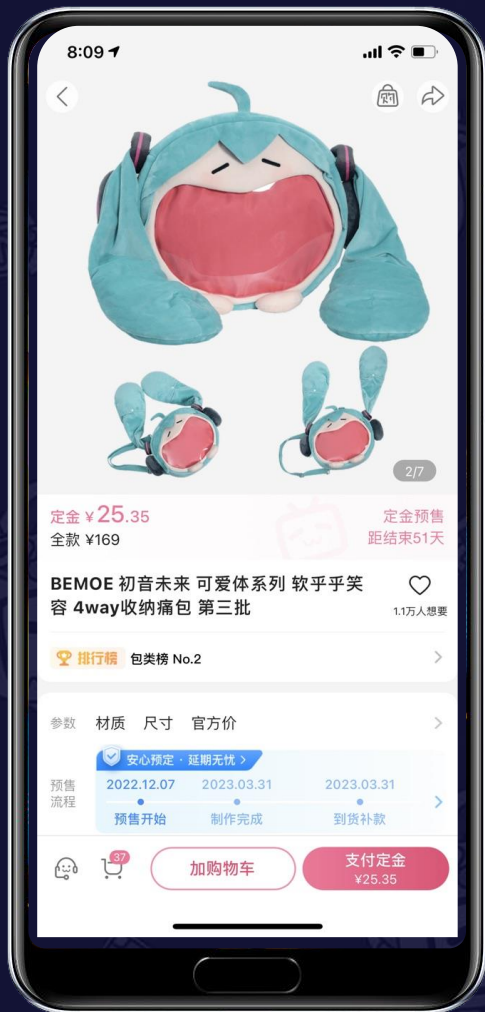 8:09
2/7
定金 ¥25.35
定金预售
全款 ¥169
距结束51天
BEMOE 初音未来 可爱体系列 软乎乎笑
容 4way收纳痛包 第三批
1.1万人想要
排行榜 包类榜 No.2
参数 材质 尺寸 官方价
安心预定 · 延期无忧
预售
流程
2022.12.07 2023.03.31 2023.03.31
预售开始 制作完成 到货补款
37
加购物车
支付定金
¥25.35